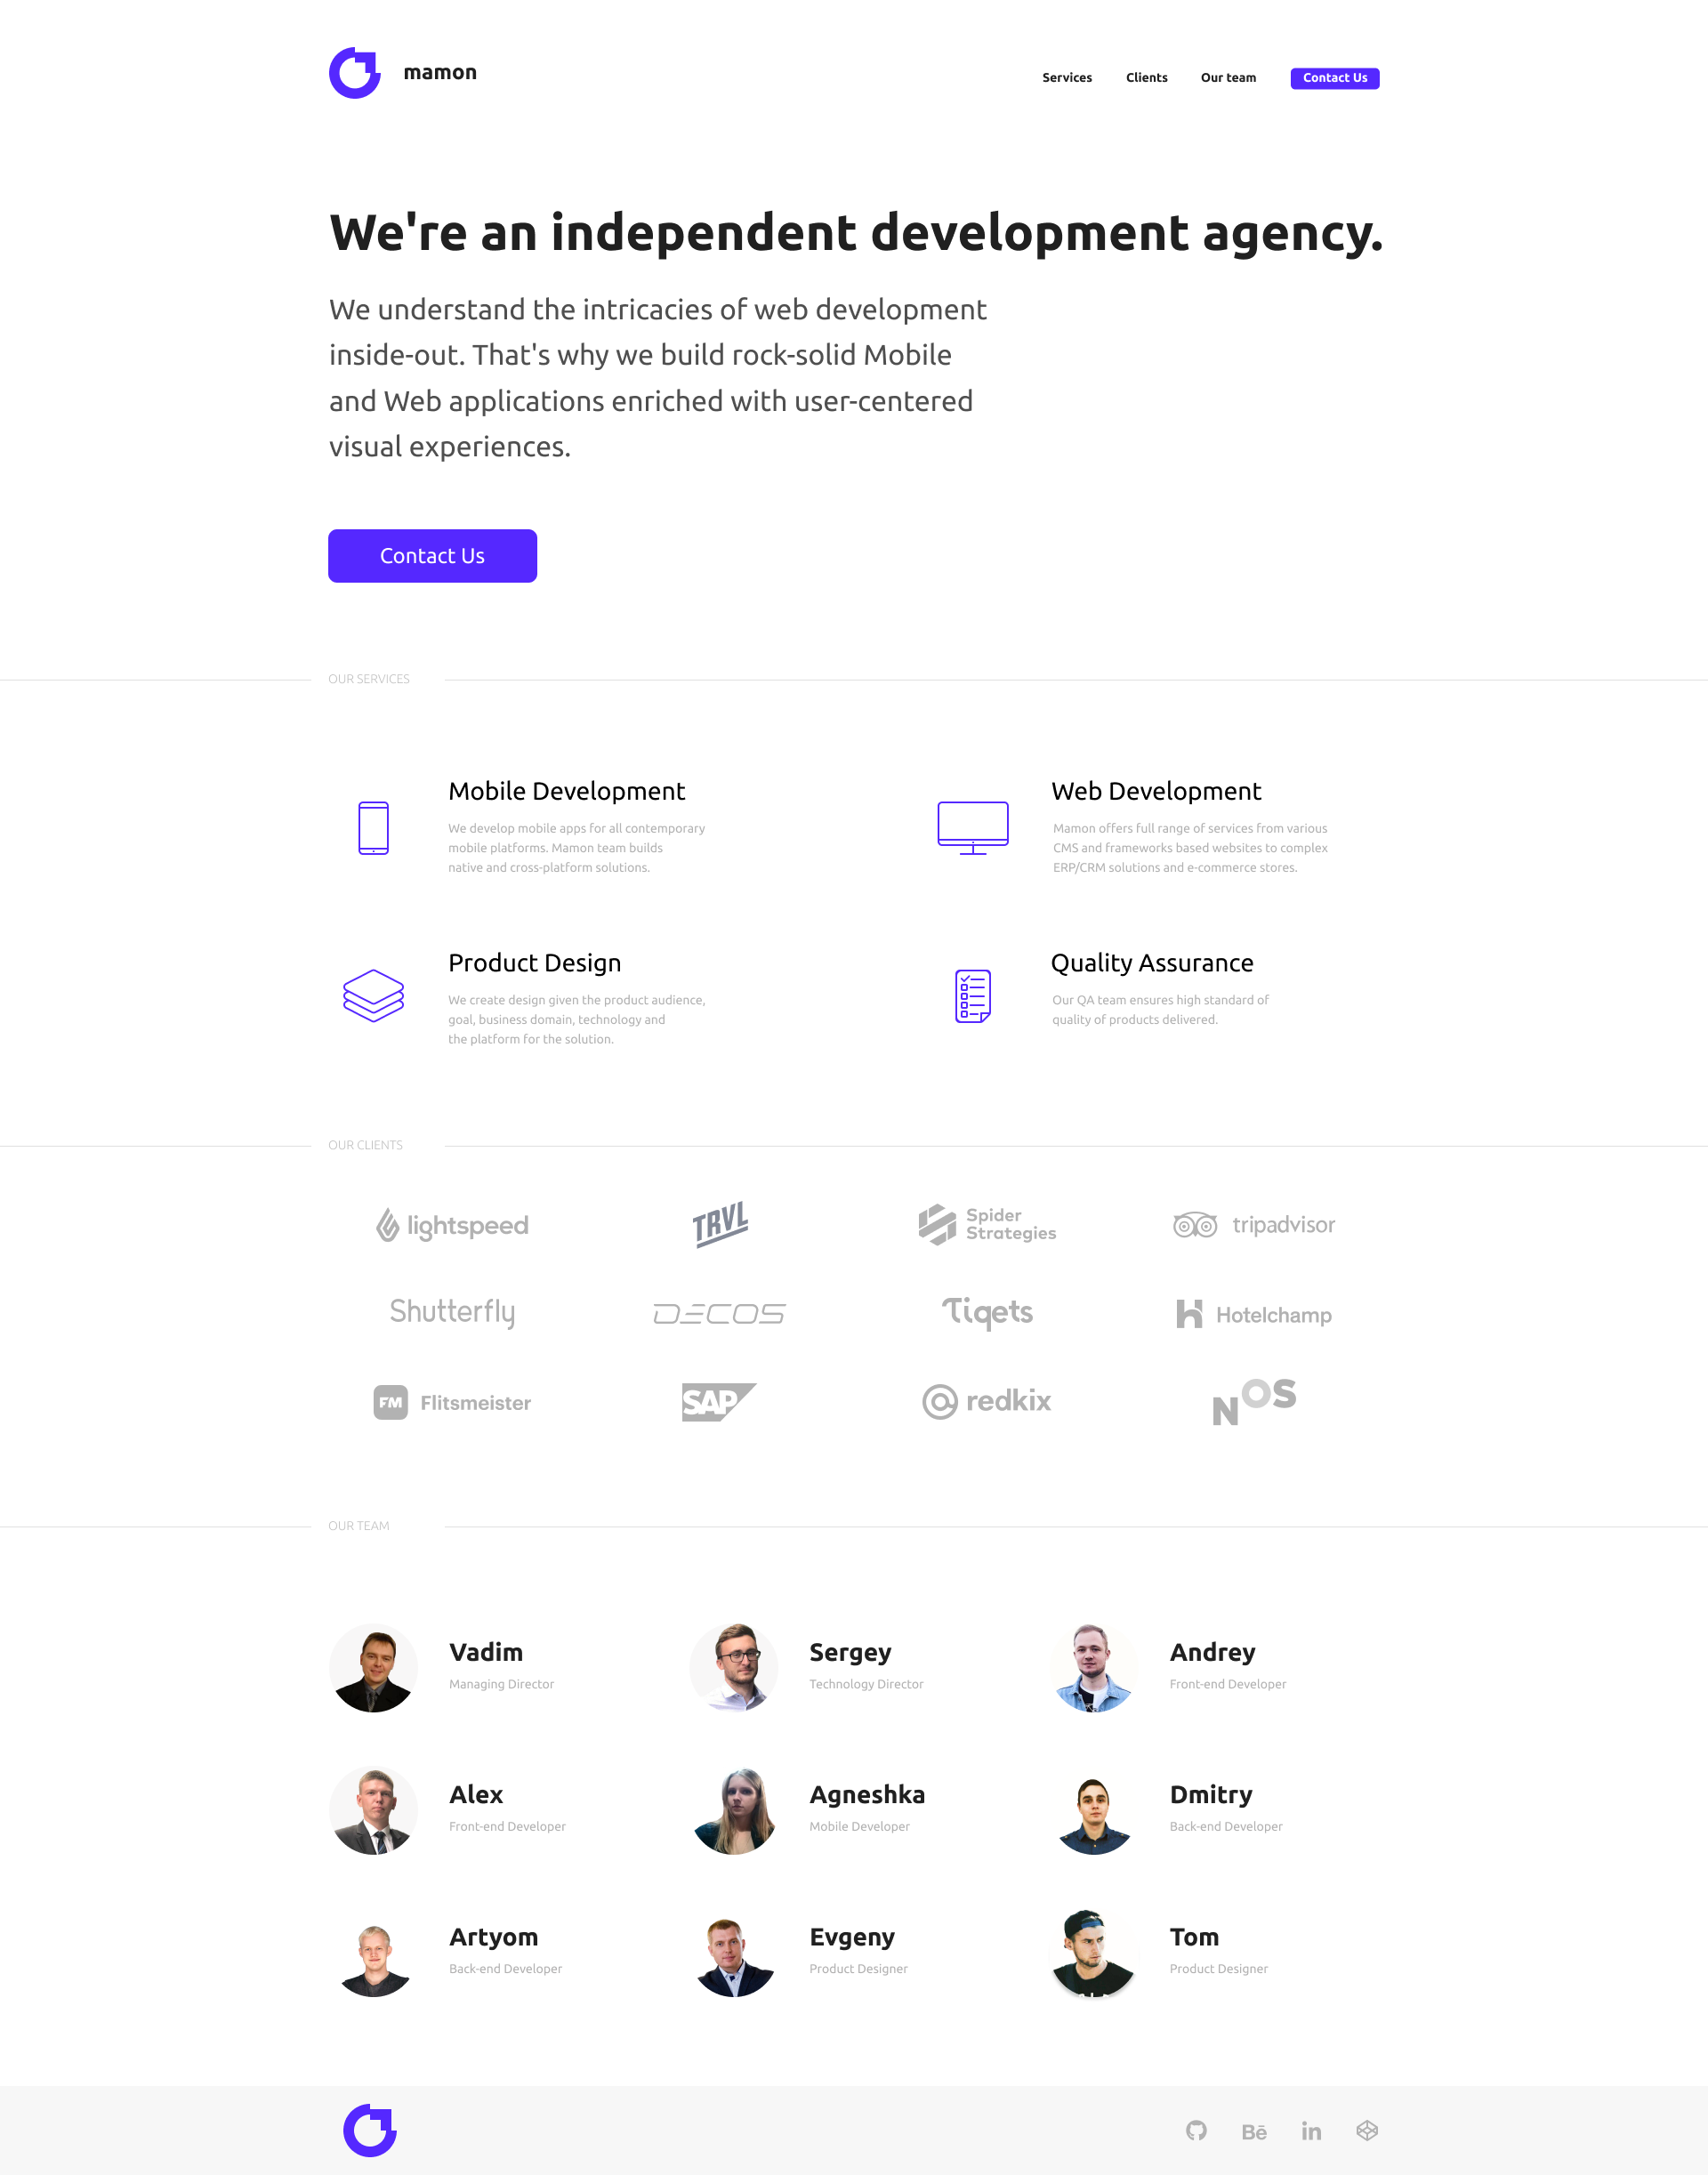 mamon
Services Clients Our team Contact Us
We're an independent development agency.
We understand the intricacies of web development
inside-out. That's why we build rock-solid Mobile
and Web applications enriched with user-centered
visual experiences.
Contact Us
OUR SERVICES
Mobile Development
We develop mobile apps for all contemporary
mobile platforms. Mamon team builds
native and cross-platform solutions.
Web Development
Mamon offers full range of services from various
CMS and frameworks based websites to complex
ERP/CRM solutions and e-commerce stores.
Product Design
We create design given the product audience,
goal, business domain, technology and
the platform for the solution.
Quality Assurance
Our QA team ensures high standard of
quality of products delivered.
OUR CLIENTS
lightspeed
TRVL
Spider
Strategies
tripadvisor
Shutterfly
DECOS
Tiqets
Hotelchamp
FM Flitsmeister
SAP
redkix
NOS
OUR TEAM
Vadim
Managing Director
Sergey
Technology Director
Andrey
Front-end Developer
Alex
Front-end Developer
Agneshka
Mobile Developer
Dmitry
Back-end Developer
Artyom
Back-end Developer
Evgeny
Product Designer
Tom
Product Designer
Bē in